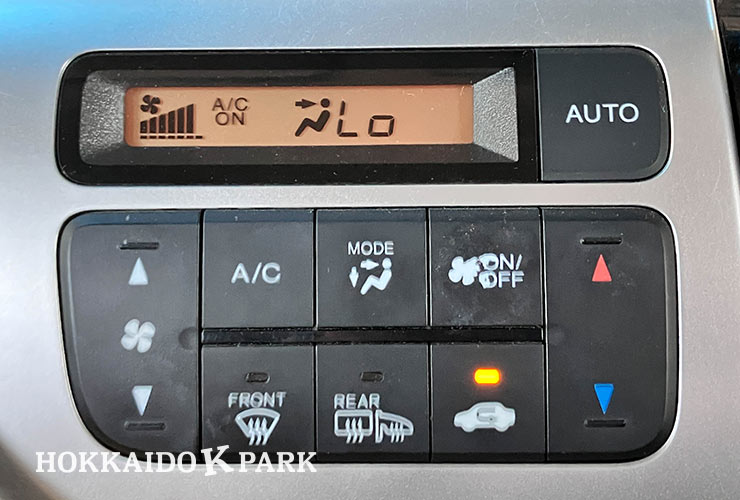 A/C
ON
Lo
AUTO
A/C
MODE
ON/
OFF
FRONT
REAR
HOKKAIDO K PARK